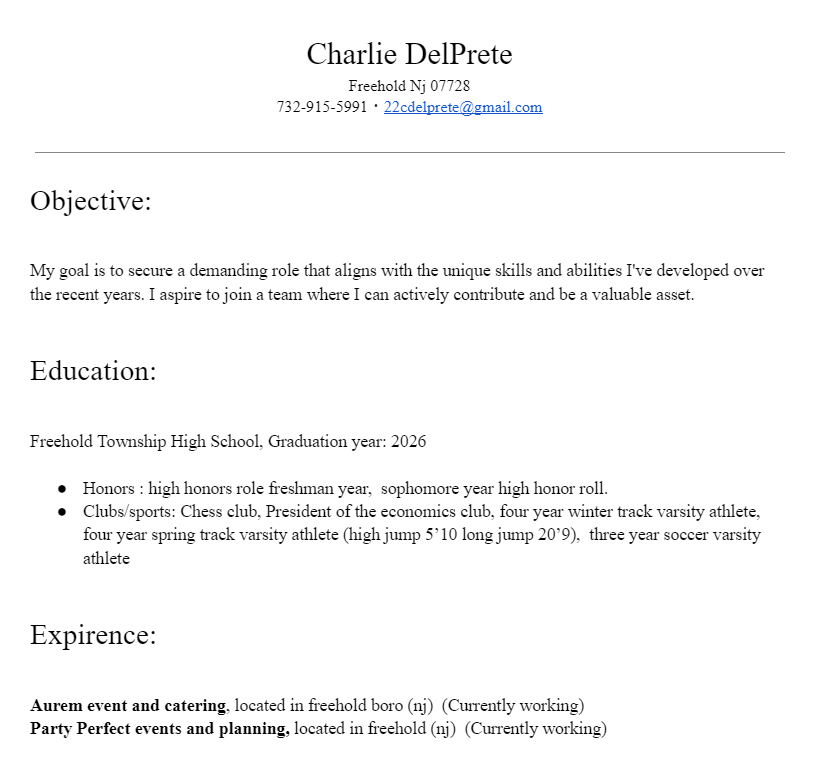 Charlie DelPrete
Freehold Nj 07728
732-915-5991 · 22cdelprete@gmail.com
Objective:
My goal is to secure a demanding role that aligns with the unique skills and abilities I've developed over
the recent years. I aspire to join a team where I can actively contribute and be a valuable asset.
Education:
Freehold Township High School, Graduation year: 2026
● Honors : high honors role freshman year,  sophomore year high honor roll.
● Clubs/sports: Chess club, President of the economics club, four year winter track varsity athlete,
four year spring track varsity athlete (high jump 5’10 long jump 20’9),  three year soccer varsity
athlete
Expirence:
Aurem event and catering, located in freehold boro (nj)  (Currently working)
Party Perfect events and planning, located in freehold (nj)  (Currently working)